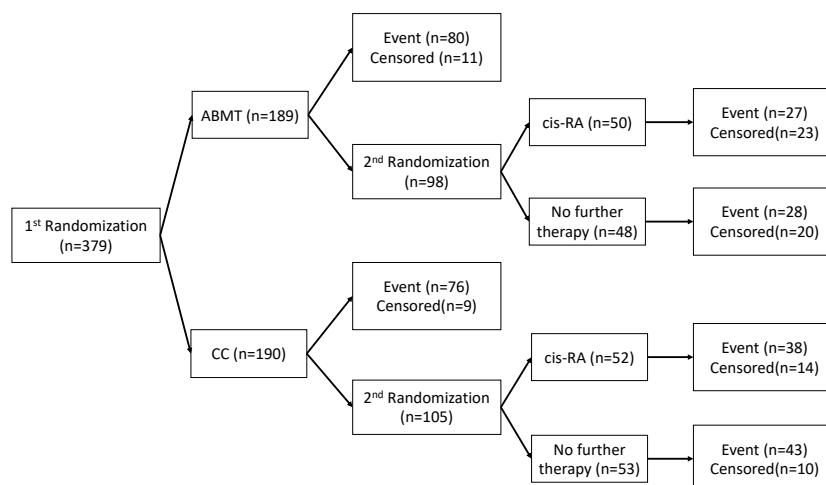 1st Randomization
(n=379)
ABMT (n=189)
Event (n=80)
Censored (n=11)
2nd Randomization
(n=98)
cis-RA (n=50)
Event (n=27)
Censored(n=23)
No further
therapy (n=48)
Event (n=28)
Censored(n=20)
CC (n=190)
Event (n=76)
Censored(n=9)
2nd Randomization
(n=105)
cis-RA (n=52)
Event (n=38)
Censored(n=14)
No further
therapy (n=53)
Event (n=43)
Censored(n=10)